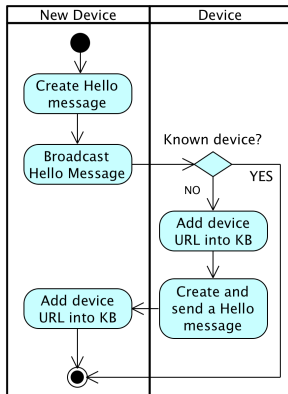 New Device
Device
Create Hello
message
Broadcast
Hello Message
Known device?
YES
NO
Add device
URL into KB
Create and
send a Hello
message
Add device
URL into KB